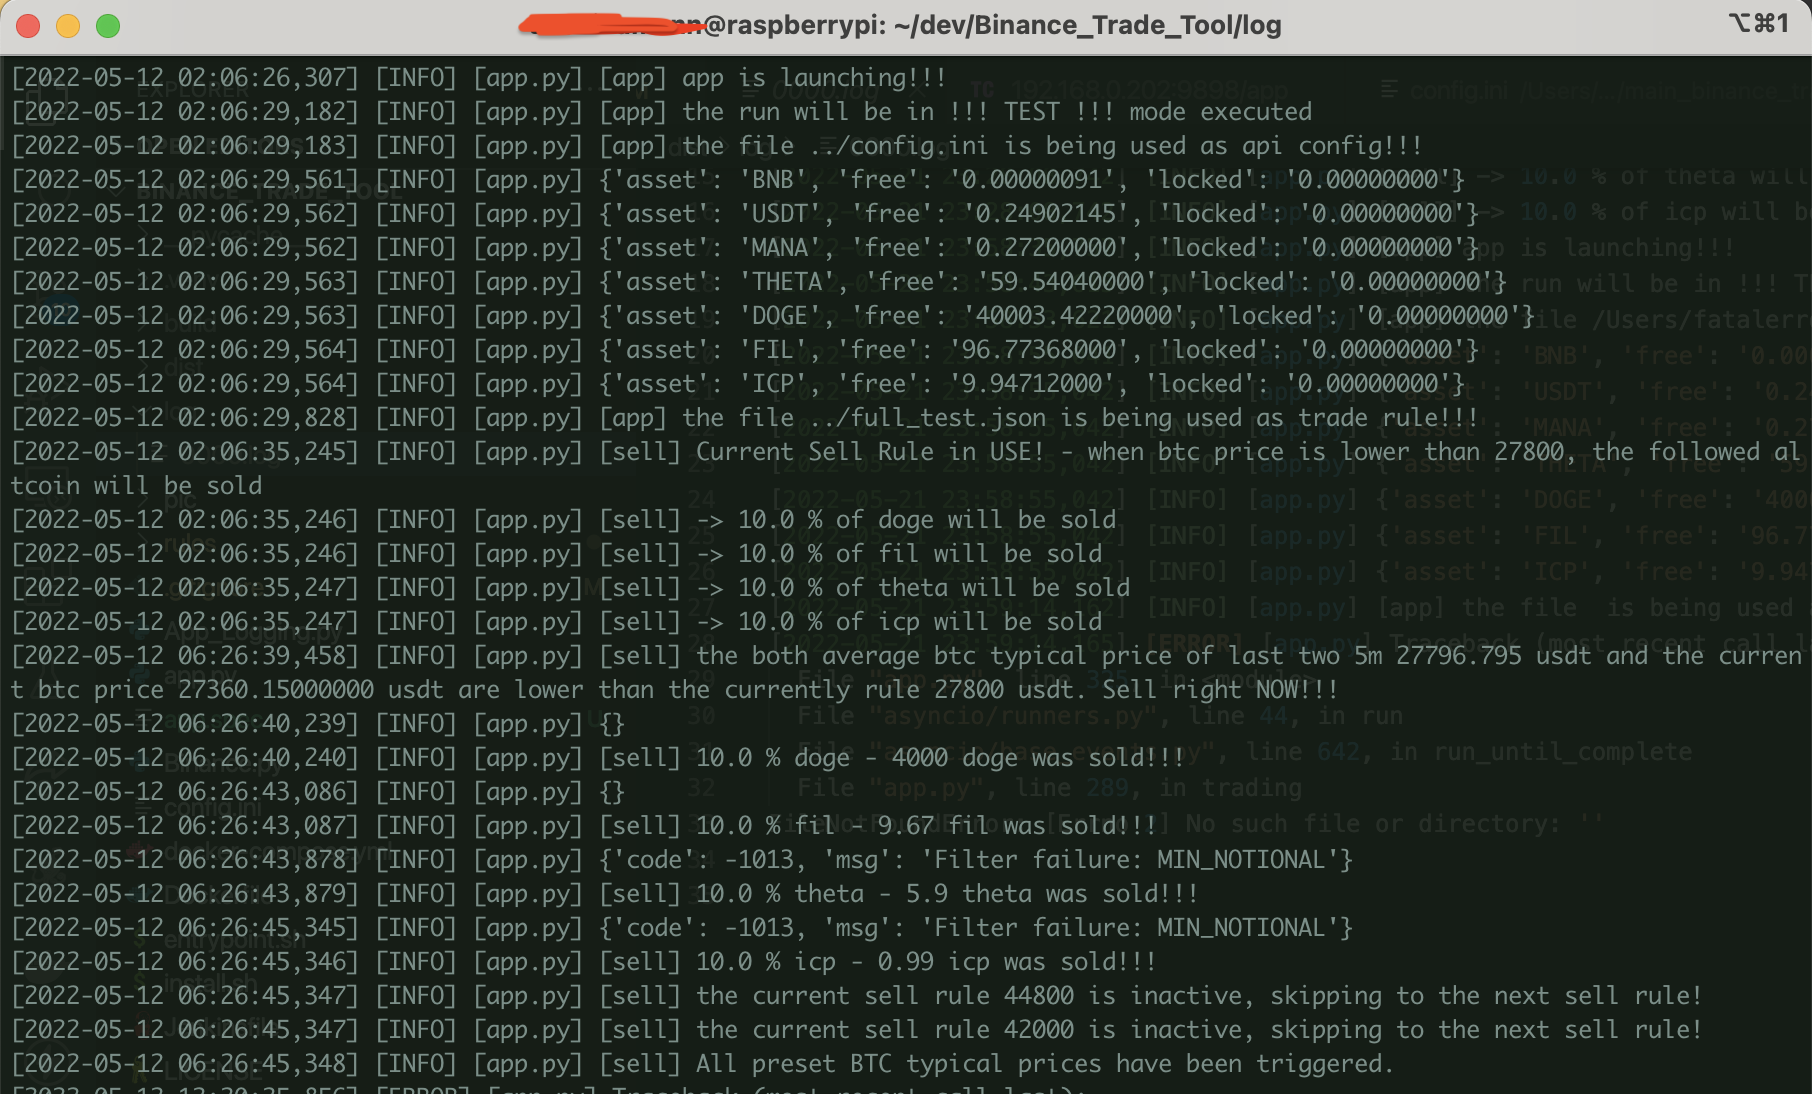 nn@raspberrypi: ~/dev/Binance_Trade_Tool/log
⌥⌘1
[2022-05-12 02:06:26,307] [INFO] [app.py] [app] app is launching!!!
[2022-05-12 02:06:29,182] [INFO] [app.py] [app] the run will be in !!! TEST !!! mode executed
[2022-05-12 02:06:29,183] [INFO] [app.py] [app] the file ../config.ini is being used as api config!!!
[2022-05-12 02:06:29,561] [INFO] [app.py] {'asset': 'BNB', 'free': '0.00000091', 'locked': '0.00000000'}
[2022-05-12 02:06:29,562] [INFO] [app.py] {'asset': 'USDT', 'free': '0.24902145', 'locked': '0.00000000'}
[2022-05-12 02:06:29,562] [INFO] [app.py] {'asset': 'MANA', 'free': '0.27200000', 'locked': '0.00000000'}
[2022-05-12 02:06:29,563] [INFO] [app.py] {'asset': 'THETA', 'free': '59.54040000', 'locked': '0.00000000'}
[2022-05-12 02:06:29,563] [INFO] [app.py] {'asset': 'DOGE', 'free': '40003.42220000', 'locked': '0.00000000'}
[2022-05-12 02:06:29,564] [INFO] [app.py] {'asset': 'FIL', 'free': '96.77368000', 'locked': '0.00000000'}
[2022-05-12 02:06:29,564] [INFO] [app.py] {'asset': 'ICP', 'free': '9.94712000', 'locked': '0.00000000'}
[2022-05-12 02:06:29,828] [INFO] [app.py] [app] the file ../full_test.json is being used as trade rule!!!
[2022-05-12 02:06:35,245] [INFO] [app.py] [sell] Current Sell Rule in USE! - when btc price is lower than 27800, the followed al
tcoin will be sold
[2022-05-12 02:06:35,246] [INFO] [app.py] [sell] -> 10.0 % of doge will be sold
[2022-05-12 02:06:35,246] [INFO] [app.py] [sell] -> 10.0 % of fil will be sold
[2022-05-12 02:06:35,247] [INFO] [app.py] [sell] -> 10.0 % of theta will be sold
[2022-05-12 02:06:35,247] [INFO] [app.py] [sell] -> 10.0 % of icp will be sold
[2022-05-12 06:26:39,458] [INFO] [app.py] [sell] the both average btc typical price of last two 5m 27796.795 usdt and the curren
t btc price 27360.15000000 usdt are lower than the currently rule 27800 usdt. Sell right NOW!!!
[2022-05-12 06:26:40,239] [INFO] [app.py] {}
[2022-05-12 06:26:40,240] [INFO] [app.py] [sell] 10.0 % doge - 4000 doge was sold!!!
[2022-05-12 06:26:43,086] [INFO] [app.py] {}
[2022-05-12 06:26:43,087] [INFO] [app.py] [sell] 10.0 % fil - 9.67 fil was sold!!!
[2022-05-12 06:26:43,878] [INFO] [app.py] {'code': -1013, 'msg': 'Filter failure: MIN_NOTIONAL'}
[2022-05-12 06:26:43,879] [INFO] [app.py] [sell] 10.0 % theta - 5.9 theta was sold!!!
[2022-05-12 06:26:45,345] [INFO] [app.py] {'code': -1013, 'msg': 'Filter failure: MIN_NOTIONAL'}
[2022-05-12 06:26:45,346] [INFO] [app.py] [sell] 10.0 % icp - 0.99 icp was sold!!!
[2022-05-12 06:26:45,347] [INFO] [app.py] [sell] the current sell rule 44800 is inactive, skipping to the next sell rule!
[2022-05-12 06:26:45,347] [INFO] [app.py] [sell] the current sell rule 42000 is inactive, skipping to the next sell rule!
[2022-05-12 06:26:45,348] [INFO] [app.py] [sell] All preset BTC typical prices have been triggered.